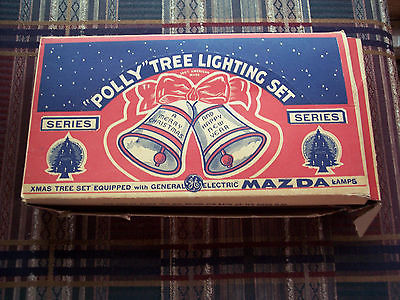 "POLLY" TREE LIGHTING SET
SERIES
SERIES
A
MERRY
CHRISTMAS
AND
HAPPY
NEW
YEAR
XMAS TREE SET EQUIPPED with GENERAL GE ELECTRIC MAZDA LAMPS